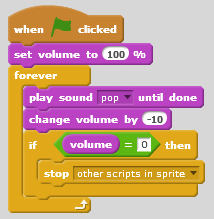 when clicked
set volume to 100 %
forever
play sound pop until done
change volume by -10
if volume = 0 then
stop other scripts in sprite